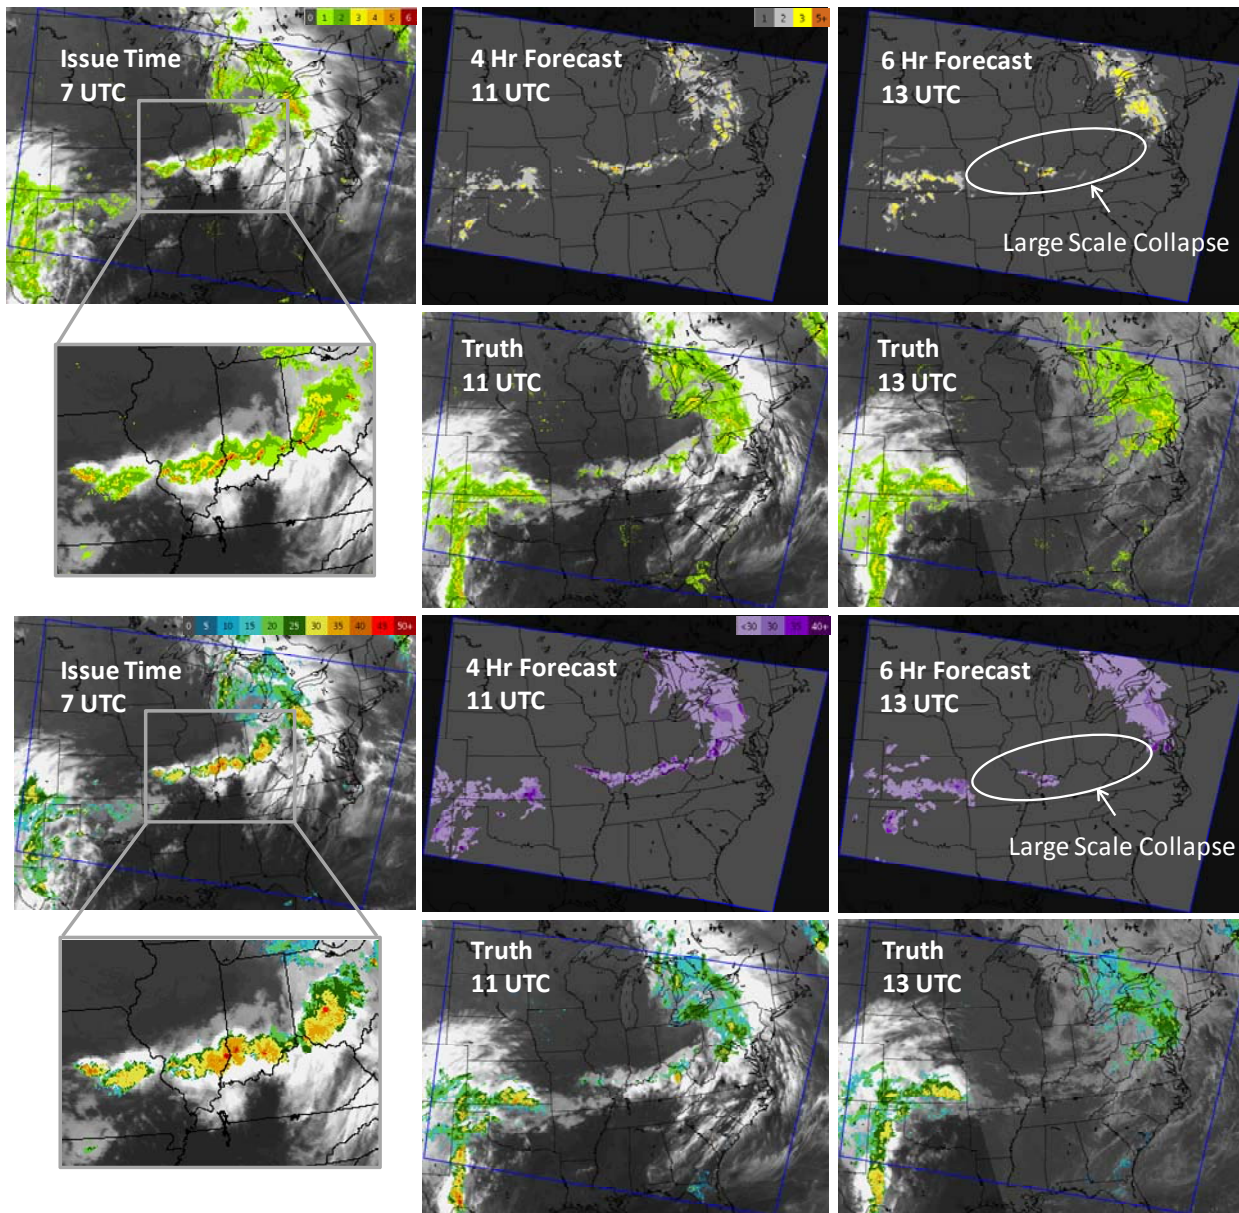 0 1 2 3 4 5 6
Issue Time
7 UTC
1 2 3 5+
4 Hr Forecast
11 UTC
6 Hr Forecast
13 UTC
Large Scale Collapse
Truth
11 UTC
Truth
13 UTC
0 5 10 15 20 25 30 35 40 45 50+
Issue Time
7 UTC
<30 30 35 40+
4 Hr Forecast
11 UTC
6 Hr Forecast
13 UTC
Large Scale Collapse
Truth
11 UTC
Truth
13 UTC